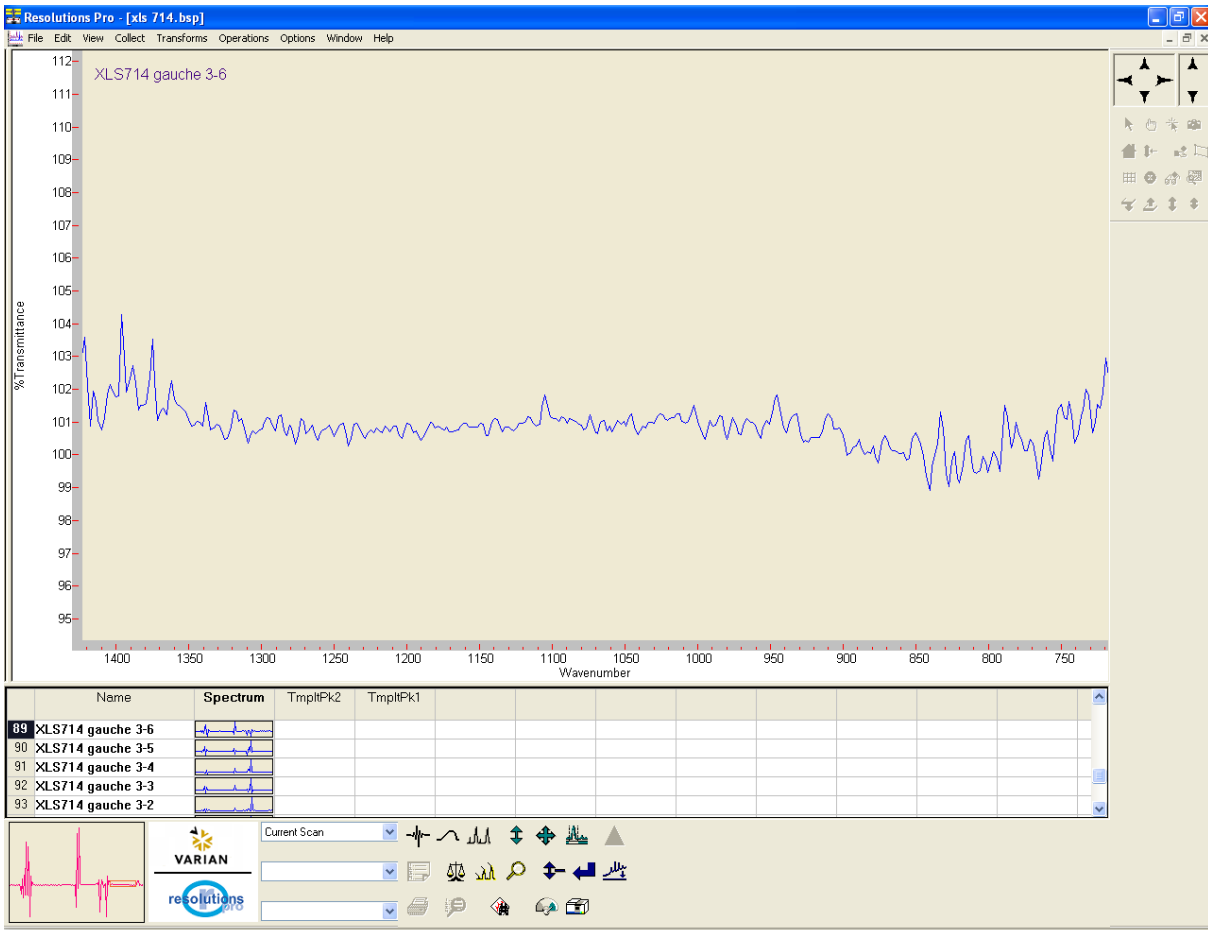 Resolutions Pro - [xls 714.bsp]
File Edit View Collect Transforms Operations Options Window Help
XLS714 gauche 3-6
112
111
110
109
108
107
106
105
104
103
102
101
100
99
98
97
96
95
%Transmittance
1400 1350 1300 1250 1200 1150 1100 1050 1000 950 900 850 800 750
Wavenumber
Name Spectrum TmpltPk2 TmpltPk1
89 XLS714 gauche 3-6
90 XLS714 gauche 3-5
91 XLS714 gauche 3-4
92 XLS714 gauche 3-3
93 XLS714 gauche 3-2
Current Scan
VARIAN
resolutions
pro